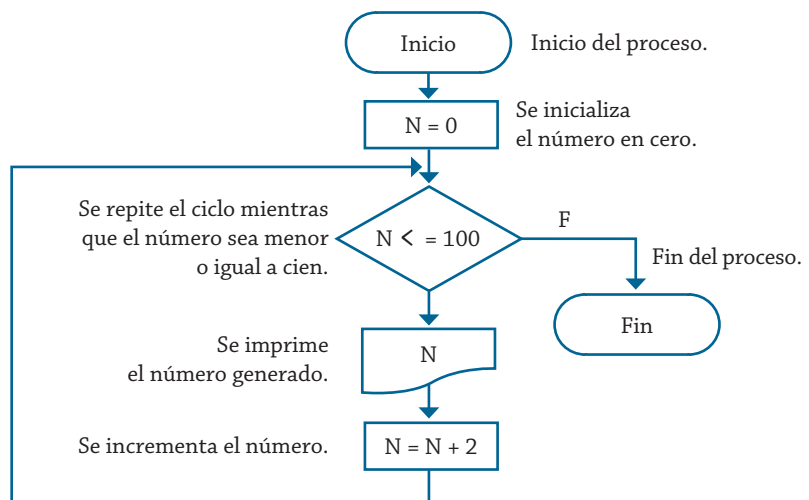 Inicio
Inicio del proceso.
N = 0
Se inicializa
el número en cero.
Se repite el ciclo mientras
que el número sea menor
o igual a cien.
N < = 100
F
Fin del proceso.
Fin
Se imprime
el número generado.
N
Se incrementa el número.
N = N + 2